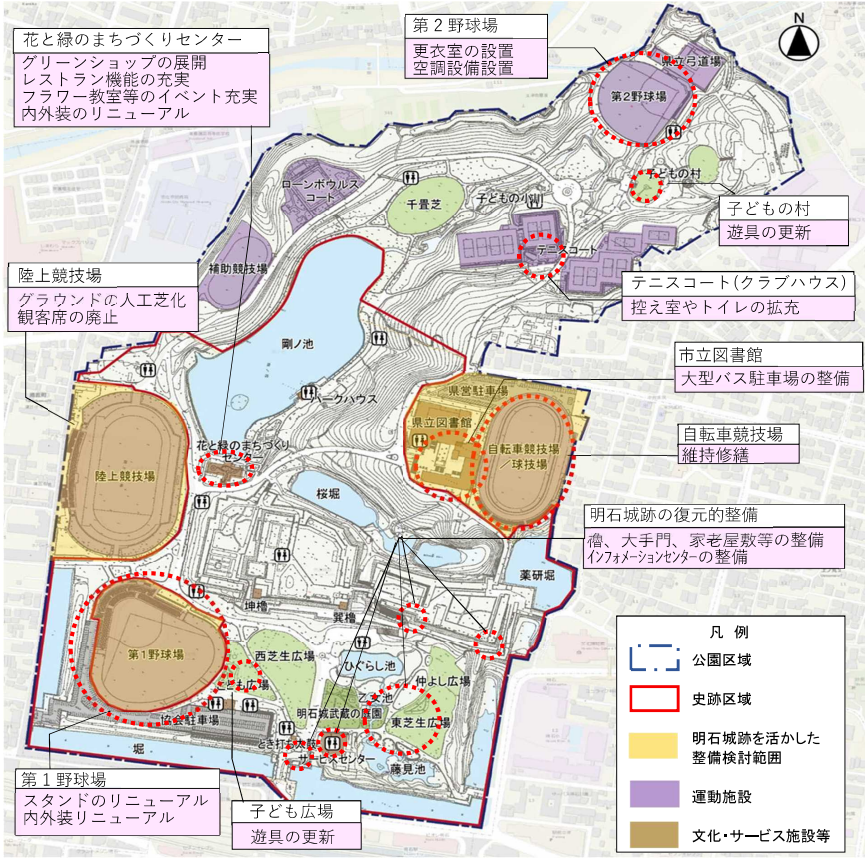 花と緑のまちづくりセンター
グリーンショップの展開
レストラン機能の充実
フラワー教室等のイベント充実
内外装のリニューアル
第２野球場
更衣室の設置
空調設備設置
N
県立弓道場
第2野球場
子どもの村
子どもの村
遊具の更新
ローンボウルス
コート
千畳芝
テニスコート
補助競技場
テニスコート(クラブハウス)
控え室やトイレの拡充
陸上競技場
グラウンドの人工芝化
観客席の廃止
剛ノ池
パークハウス
市立図書館
大型バス駐車場の整備
県営駐車場
県立図書館
自転車競技場
／球技場
自転車競技場
維持修繕
花と緑のまちづくり
センター
陸上競技場
桜堀
明石城跡の復元的整備
櫓、大手門、家老屋敷等の整備
インフォメーションセンターの整備
薬研堀
坤櫓
巽櫓
第1野球場
西芝生広場
ひぐらし池
仲よし広場
こども広場
乙女池
明石城武蔵の庭園
東芝生広場
協会駐車場
とき打ち太鼓
サービスセンター
藤見池
堀
第１野球場
スタンドのリニューアル
内外装リニューアル
子ども広場
遊具の更新
凡 例
公園区域
史跡区域
明石城跡を活かした
整備検討範囲
運動施設
文化・サービス施設等